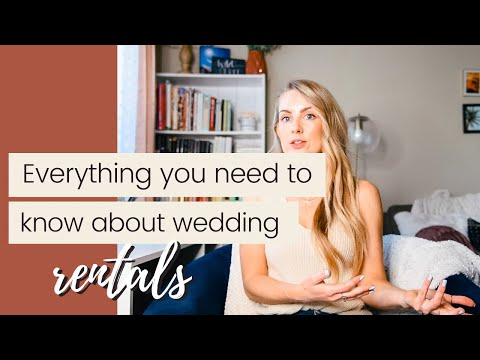 Everything you need to
know about wedding
rentals